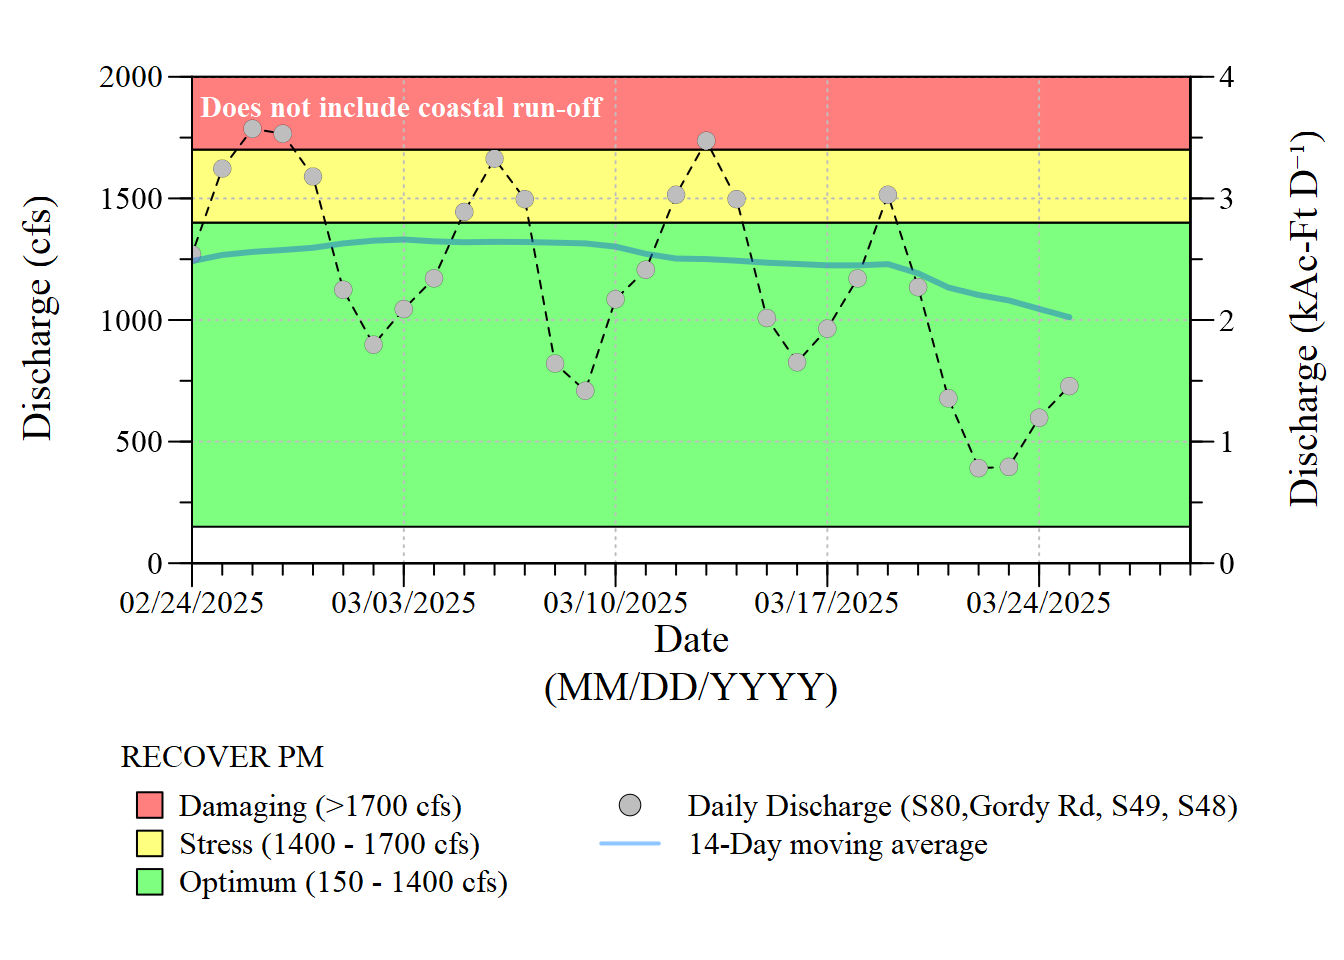 Does not include coastal run-off
2000
1500
1000
500
0
Discharge (cfs)
4
3
2
1
0
Discharge (kAc-Ft D⁻¹)
02/24/2025 03/03/2025 03/10/2025 03/17/2025 03/24/2025
Date
(MM/DD/YYYY)
RECOVER PM
Damaging (>1700 cfs)
Stress (1400 - 1700 cfs)
Optimum (150 - 1400 cfs)
Daily Discharge (S80,Gordy Rd, S49, S48)
14-Day moving average